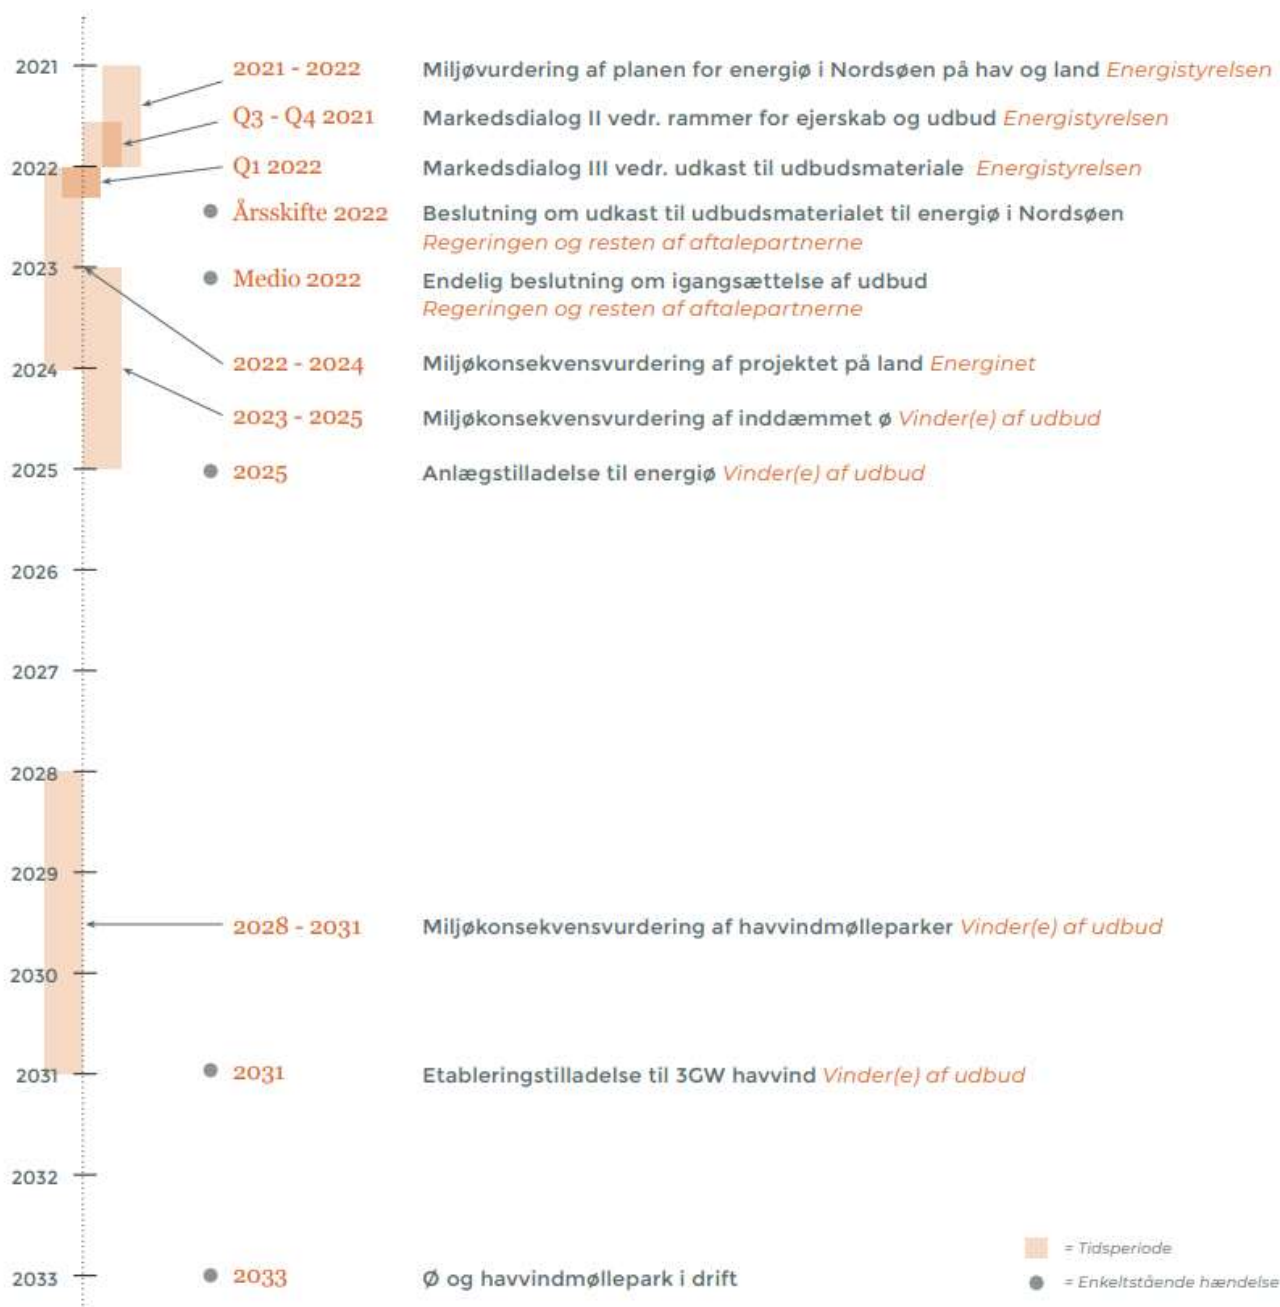 2021
2021 - 2022 Miljøvurdering af planen for energiø i Nordsøen på hav og land Energistyrelsen
Q3 - Q4 2021 Markedsdialog II vedr. rammer for ejerskab og udbud Energistyrelsen
2022
Q1 2022 Markedsdialog III vedr. udkast til udbudsmateriale Energistyrelsen
Årsskifte 2022 Beslutning om udkast til udbudsmaterialet til energiø i Nordsøen
Regeringen og resten af aftalepartnerne
2023
Medio 2022 Endelig beslutning om igangsættelse af udbud
Regeringen og resten af aftalepartnerne
2024
2022 - 2024 Miljøkonsekvensvurdering af projektet på land Energinet
2023 - 2025 Miljøkonsekvensvurdering af inddæmmet ø Vinder(e) af udbud
2025
2025 Anlægstilladelse til energiø Vinder(e) af udbud
2026
2027
2028
2029
2028 - 2031 Miljøkonsekvensvurdering af havvindmølleparker Vinder(e) af udbud
2030
2031
2031 Etableringstilladelse til 3GW havvind Vinder(e) af udbud
2032
2033
2033 Ø og havvindmøllepark i drift
= Tidsperiode
= Enkeltstående hændelse